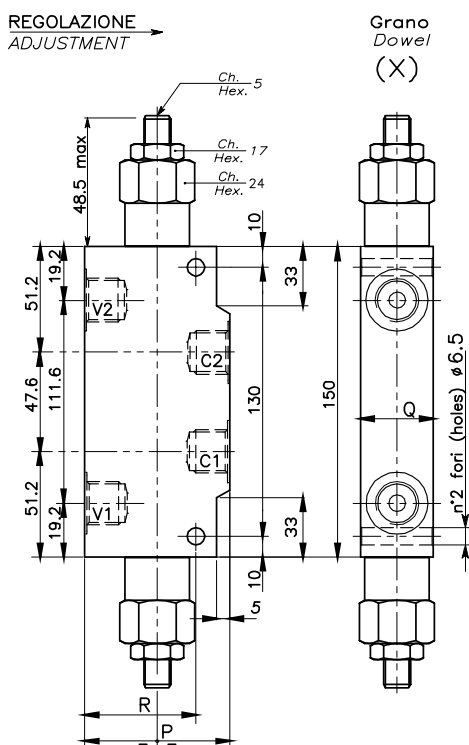 REGOLAZIONE
ADJUSTMENT
Grano
Dowel
(X)
Ch.
Hex. 5
Ch.
Hex. 17
Ch.
Hex. 24
48.5 max
10
19.2
51.2
33
V2
C2
47.6
111.6
130
150
Q
n°2 fori (holes) ø6.5
C1
V1
51.2
19.2
33
10
5
R
P